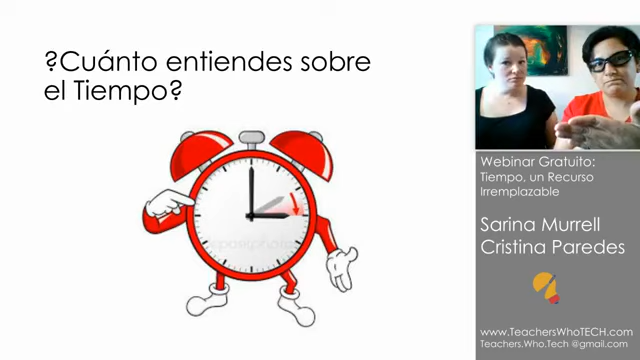 ?Cuánto entiendes sobre
el Tiempo?
depositphotos
Webinar Gratuito:
Tiempo, un Recurso
Irremplazable
Sarina Murrell
Cristina Paredes
www.TeachersWhoTECH.com
Teachers.Who.Tech @gmail.com